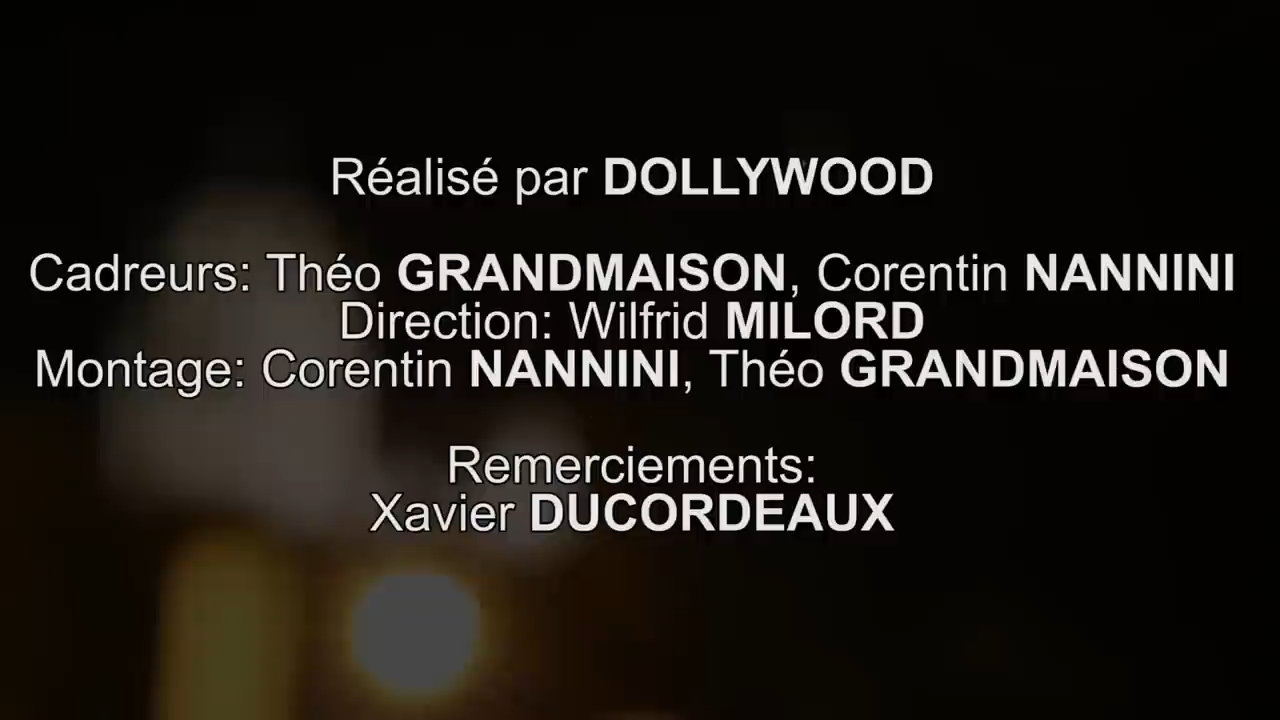 Réalisé par DOLLYWOOD
Cadreurs: Théo GRANDMAISON, Corentin NANNINI
Direction: Wilfrid MILORD
Montage: Corentin NANNINI, Théo GRANDMAISON
Remerciements:
Xavier DUCORDEAUX